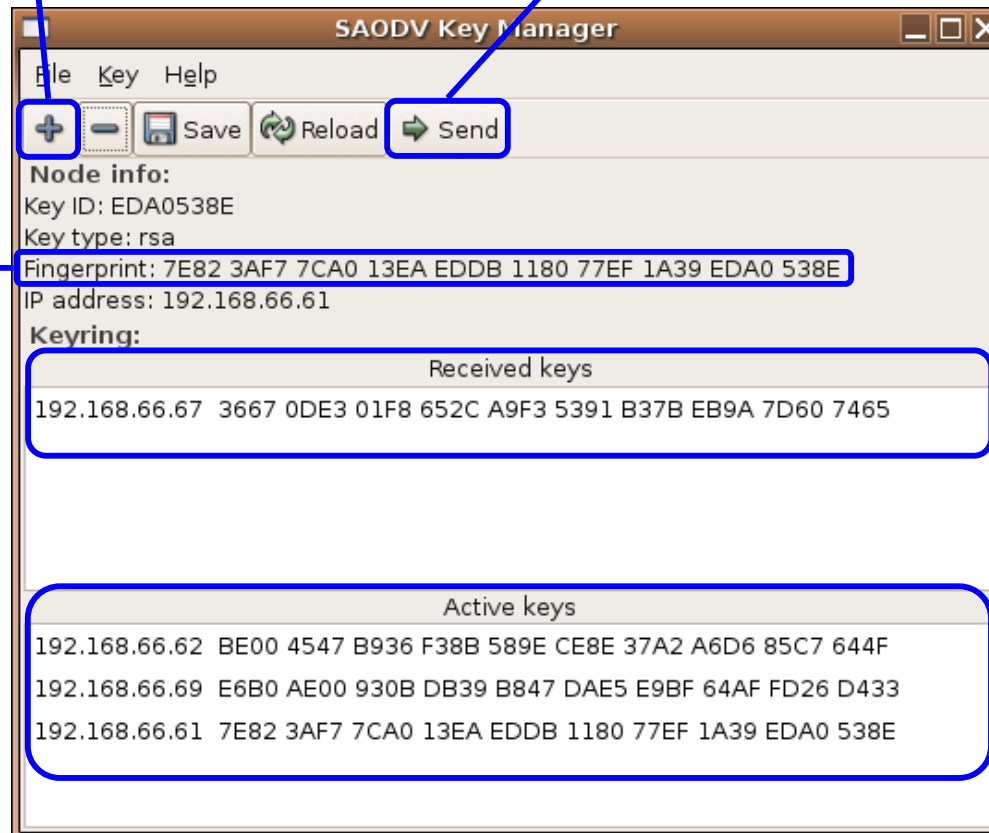 SAODV Key Manager
File Key Help
Save Reload Send
Node info:
Key ID: EDA0538E
Key type: rsa
Fingerprint: 7E82 3AF7 7CA0 13EA EDDB 1180 77EF 1A39 EDA0 538E
IP address: 192.168.66.61
Keyring:
Received keys
192.168.66.67 3667 0DE3 01F8 652C A9F3 5391 B37B EB9A 7D60 7465
Active keys
192.168.66.62 BE00 4547 B936 F38B 589E CE8E 37A2 A6D6 85C7 644F
192.168.66.69 E6B0 AE00 930B DB39 B847 DAE5 E9BF 64AF FD26 D433
192.168.66.61 7E82 3AF7 7CA0 13EA EDDB 1180 77EF 1A39 EDA0 538E